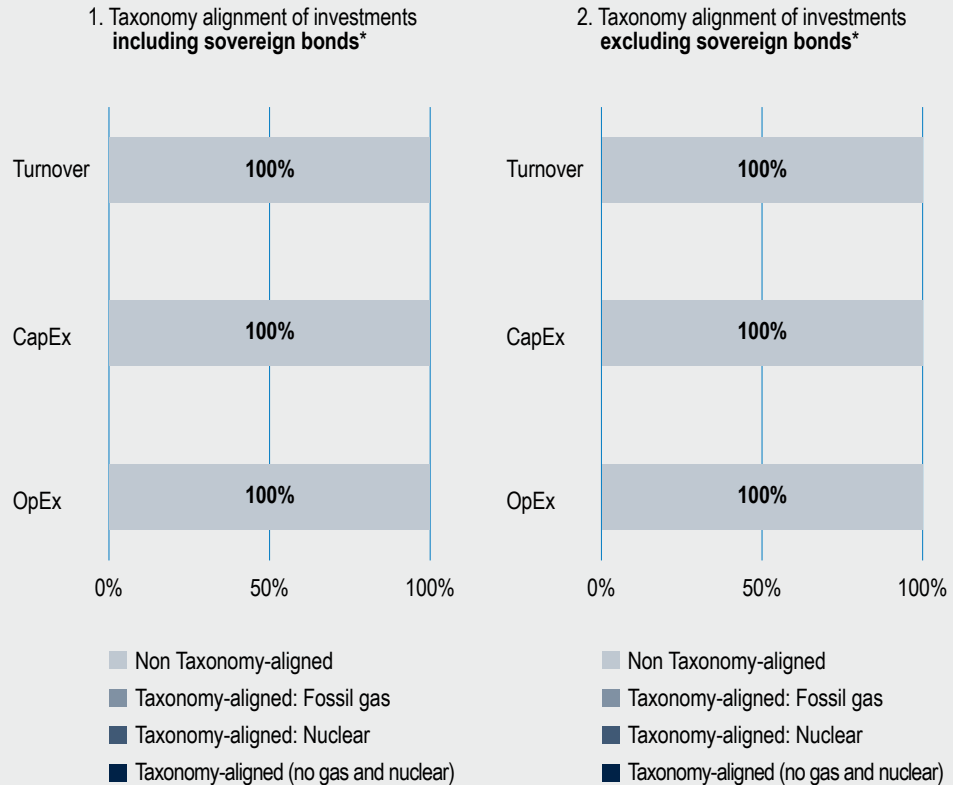 1. Taxonomy alignment of investments
including sovereign bonds*
Turnover
100%
CapEx
100%
OpEx
100%
0%
50%
100%
Non Taxonomy-aligned
Taxonomy-aligned: Fossil gas
Taxonomy-aligned: Nuclear
Taxonomy-aligned (no gas and nuclear)
2. Taxonomy alignment of investments
excluding sovereign bonds*
Turnover
100%
CapEx
100%
OpEx
100%
0%
50%
100%
Non Taxonomy-aligned
Taxonomy-aligned: Fossil gas
Taxonomy-aligned: Nuclear
Taxonomy-aligned (no gas and nuclear)